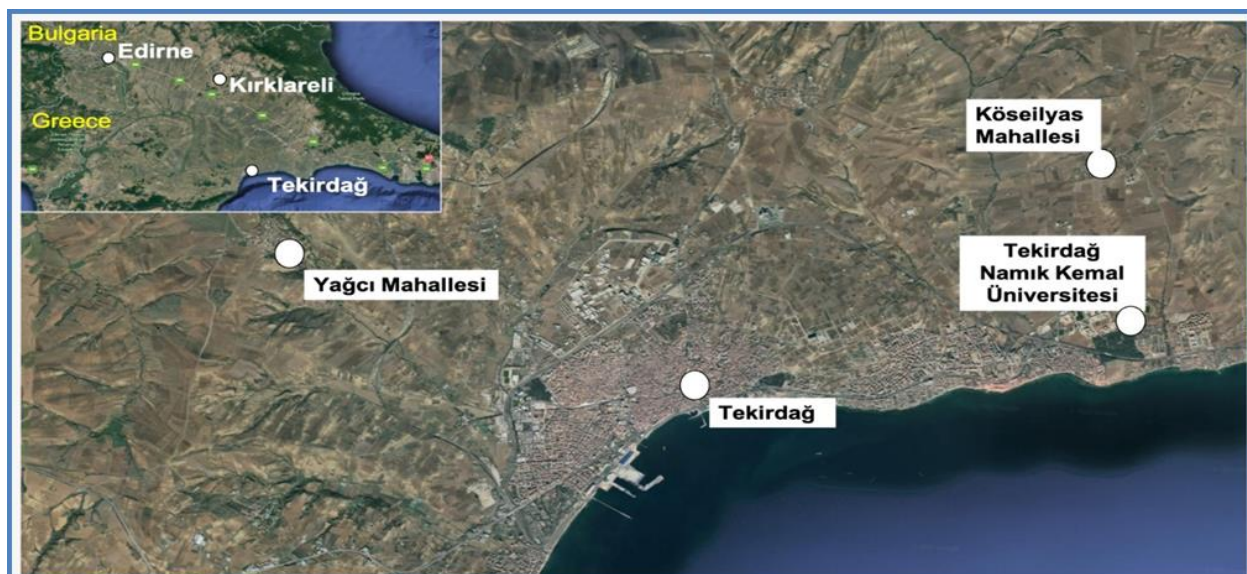 Bulgaria
Edirne
Kırklareli
Greece
Tekirdağ
Köseilyas
Mahallesi
Yağcı Mahallesi
Tekirdağ
Namık Kemal
Üniversitesi
Tekirdağ